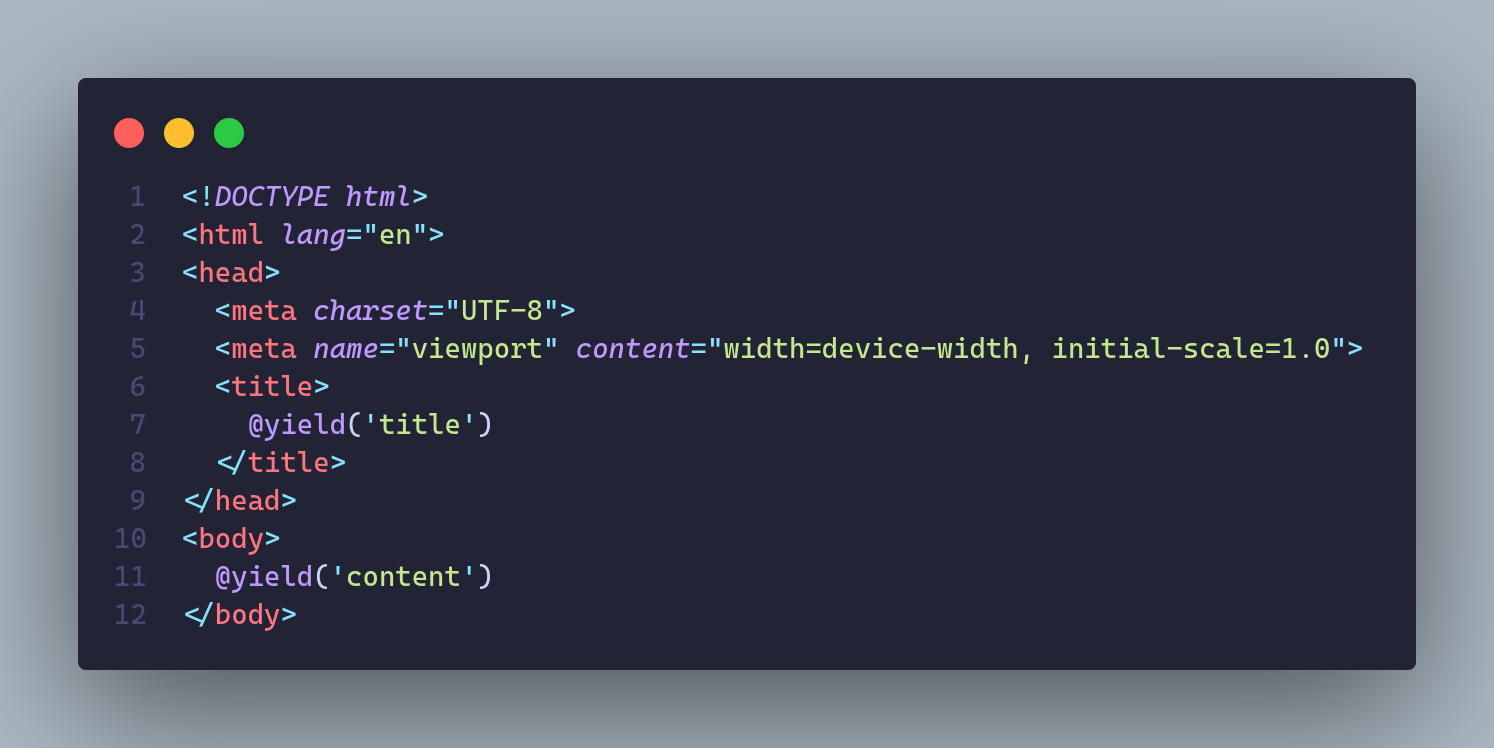 1 <!DOCTYPE html>
2 <html lang="en">
3 <head>
4   <meta charset="UTF-8">
5   <meta name="viewport" content="width=device-width, initial-scale=1.0">
6   <title>
7     @yield('title')
8   </title>
9 </head>
10 <body>
11   @yield('content')
12 </body>